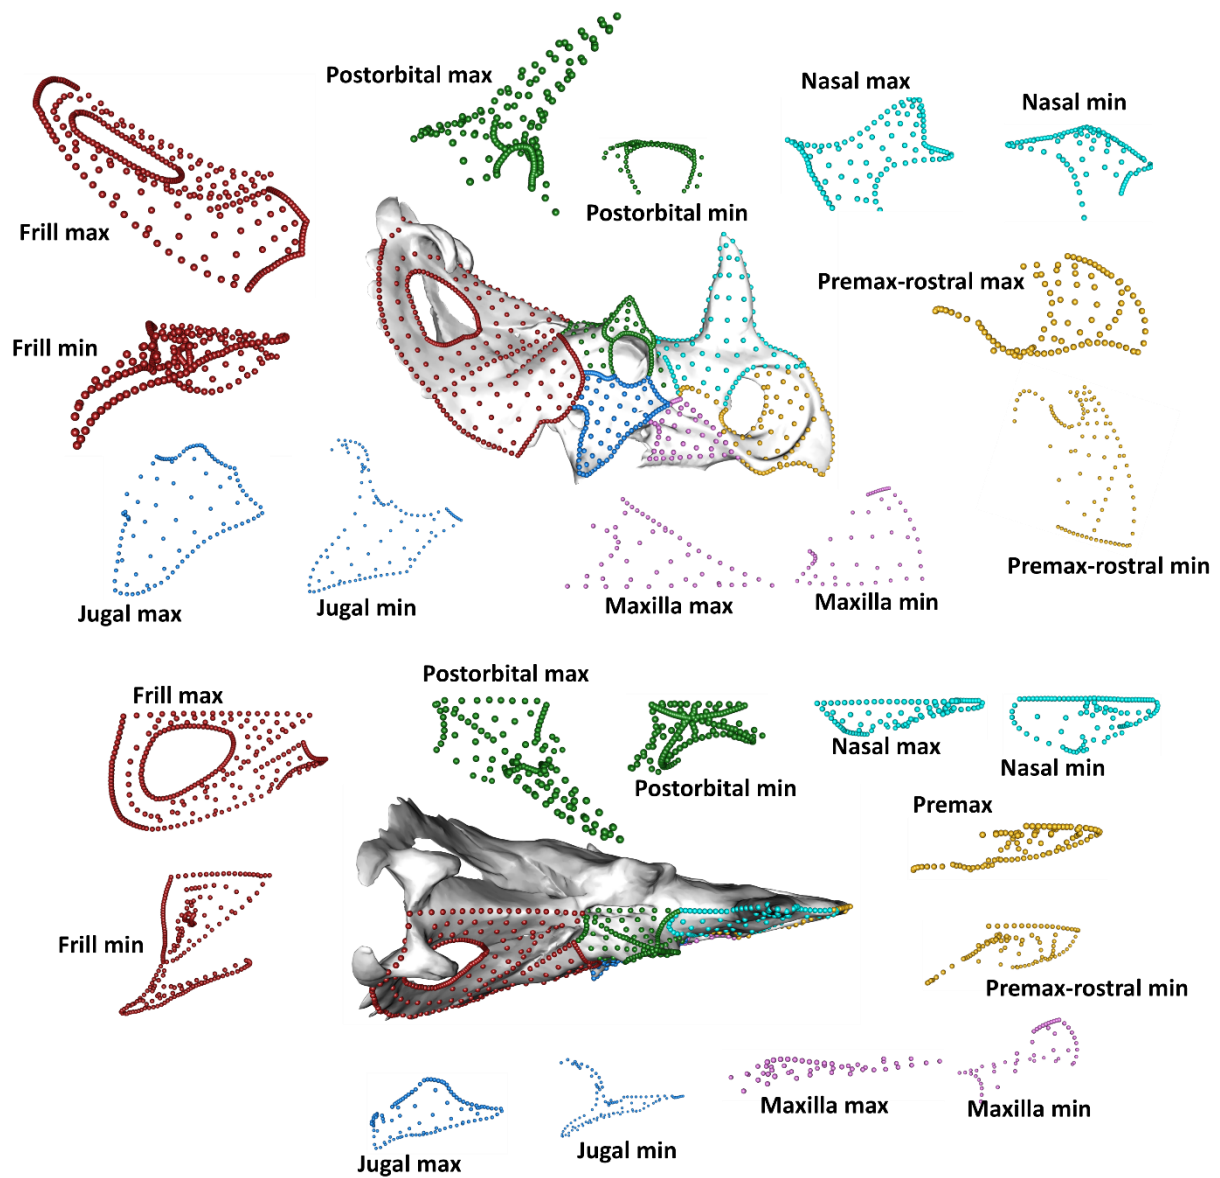 Postorbital max
Nasal max
Nasal min
Postorbital min
Frill max
Premax-rostral max
Frill min
Premax-rostral min
Jugal max
Jugal min
Maxilla max
Maxilla min
Postorbital max
Frill max
Nasal max
Nasal min
Postorbital min
Premax
Frill min
Premax-rostral min
Maxilla max
Maxilla min
Jugal max
Jugal min